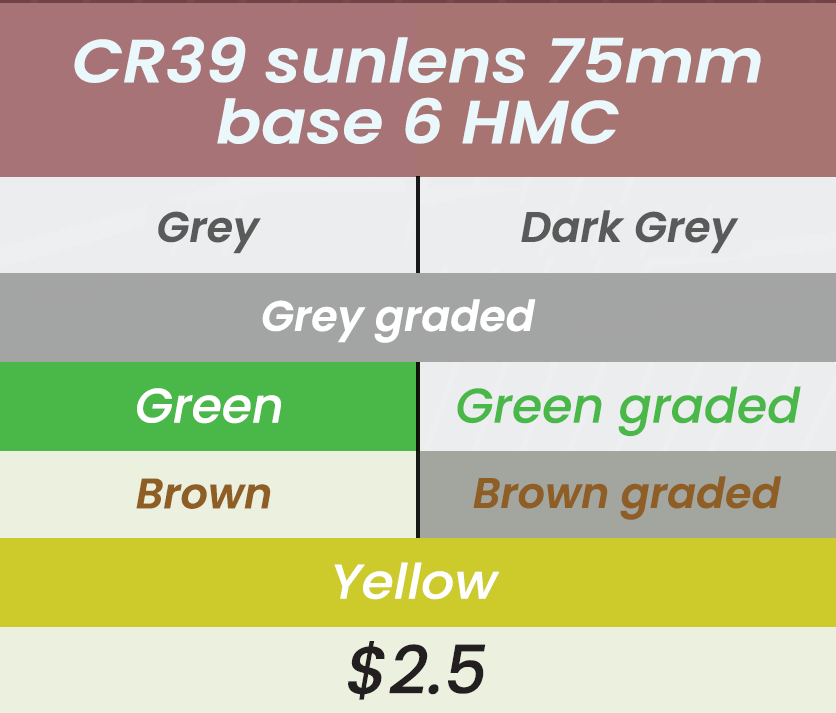 CR39 sunlens 75mm
base 6 HMC
Grey
Dark Grey
Grey graded
Green
Green graded
Brown
Brown graded
Yellow
$2.5